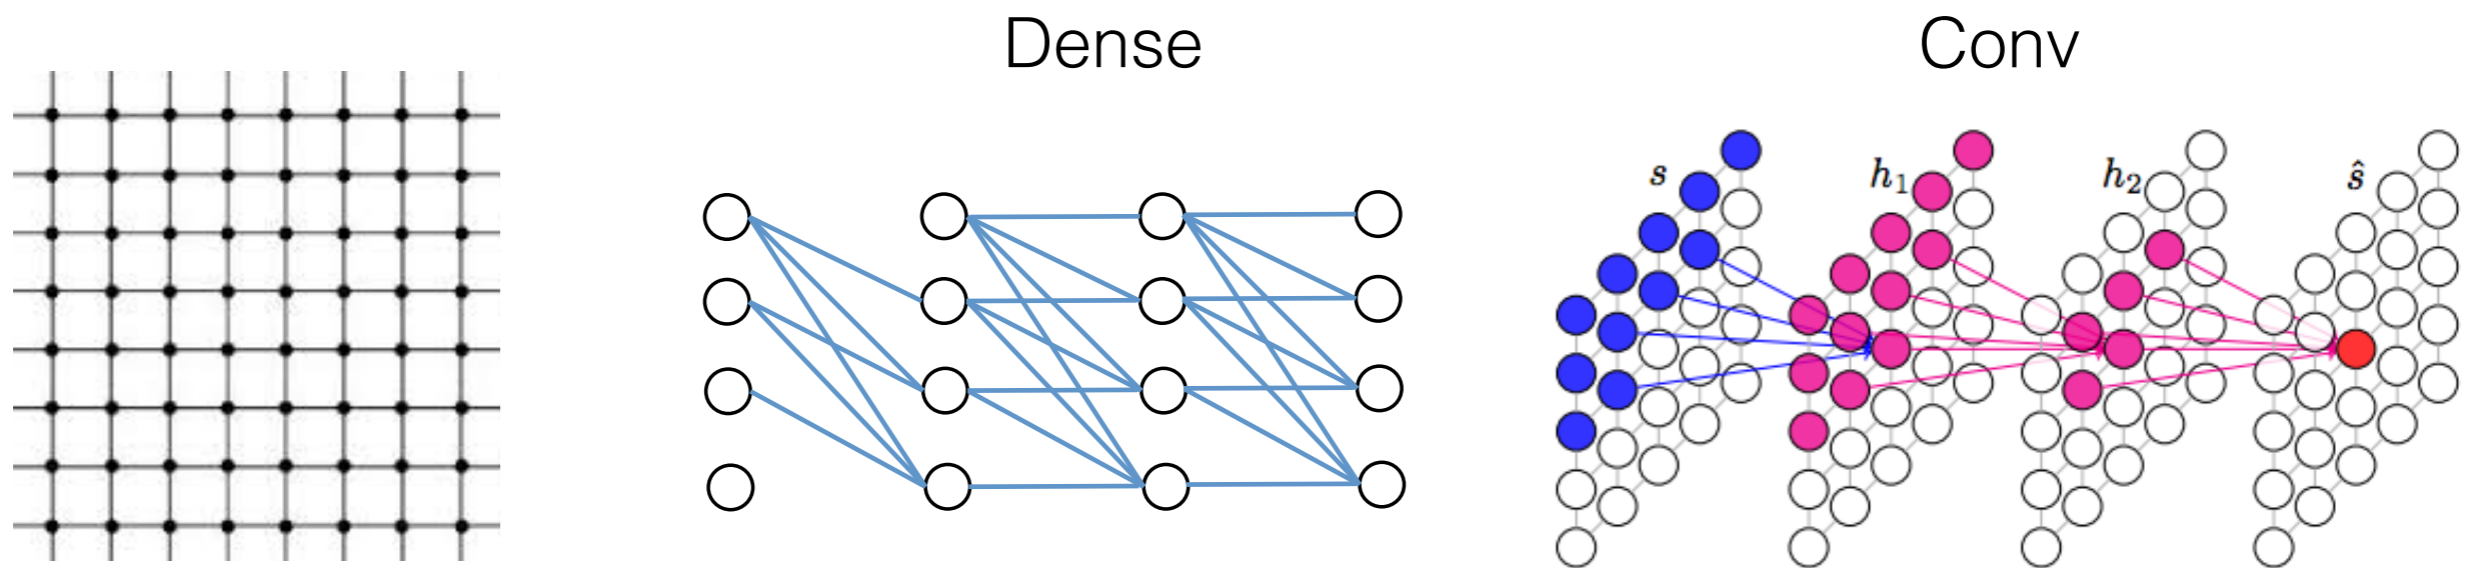 Dense
Conv
s
h₁
h₂
ŝ